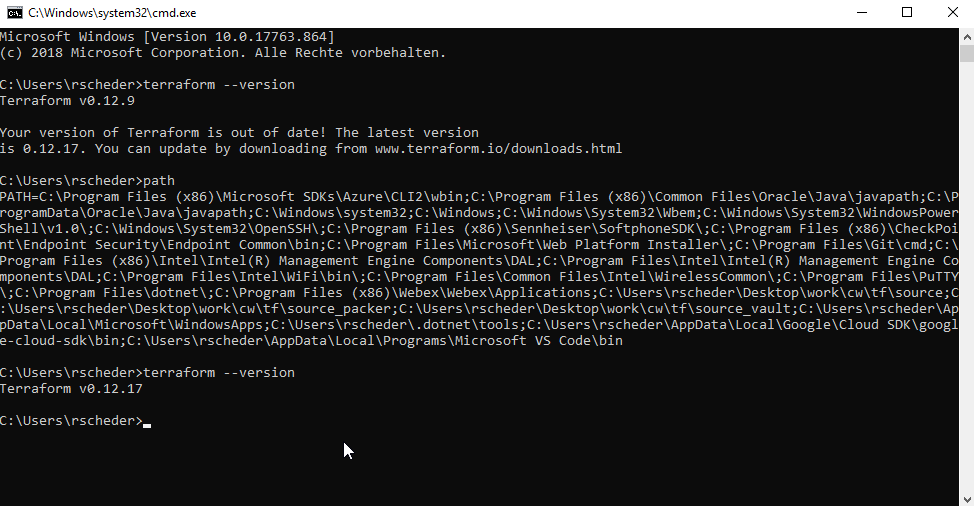 C:\Windows\system32\cmd.exe
Microsoft Windows [Version 10.0.17763.864]
(c) 2018 Microsoft Corporation. Alle Rechte vorbehalten.
C:\Users\rscheder>terraform --version
Terraform v0.12.9
Your version of Terraform is out of date! The latest version
is 0.12.17. You can update by downloading from www.terraform.io/downloads.html
C:\Users\rscheder>path
PATH=C:\Program Files (x86)\Microsoft SDKs\Azure\CLI2\wbin;C:\Program Files (x86)\Common Files\Oracle\Java\javapath;C:\P
rogramData\Oracle\Java\javapath;C:\Windows\system32;C:\Windows;C:\Windows\System32\Wbem;C:\Windows\System32\WindowsPower
Shell\v1.0\;C:\Windows\System32\OpenSSH\;C:\Program Files (x86)\Sennheiser\SoftphoneSDK\;C:\Program Files (x86)\CheckPoi
nt\Endpoint Security\Endpoint Common\bin;C:\Program Files\Microsoft\Web Platform Installer\;C:\Program Files\Git\cmd;C:\
Program Files (x86)\Intel\Intel(R) Management Engine Components\DAL;C:\Program Files\Intel\Intel(R) Management Engine Co
mponents\DAL;C:\Program Files\Intel\WiFi\bin\;C:\Program Files\Common Files\Intel\WirelessCommon\;C:\Program Files\PuTTY
\;C:\Program Files\dotnet\;C:\Program Files (x86)\Webex\Webex\Applications;C:\Users\rscheder\Desktop\work\cw\tf\source;C
:\Users\rscheder\Desktop\work\cw\tf\source_packer;C:\Users\rscheder\Desktop\work\cw\tf\source_vault;C:\Users\rscheder\Ap
pData\Local\Microsoft\WindowsApps;C:\Users\rscheder\.dotnet\tools;C:\Users\rscheder\AppData\Local\Google\Cloud SDK\googl
e-cloud-sdk\bin;C:\Users\rscheder\AppData\Local\Programs\Microsoft VS Code\bin
C:\Users\rscheder>terraform --version
Terraform v0.12.17
C:\Users\rscheder>